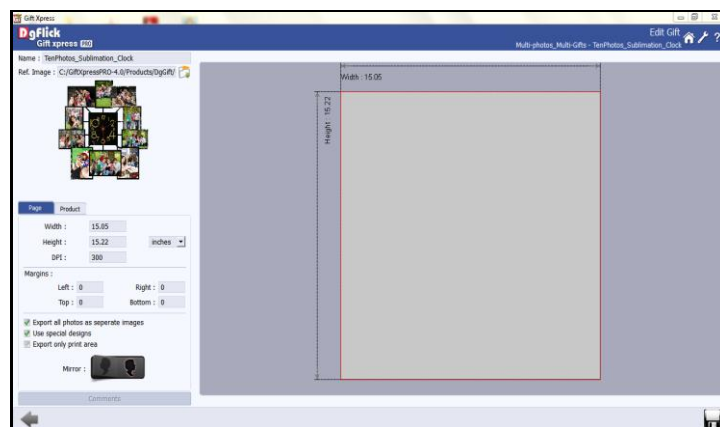 Gift Xpress
DgFlick
Gift xpress PRO
Edit Gift
Multi-photos_Multi-Gifts - TenPhotos_Sublimation_Clock
Name : TenPhotos_Sublimation_Clock
Ref. Image : C:/GiftXpressPRO-4.0/Products/DgGift/
Width : 15.05
Height : 15.22
Page Product
Width : 15.05
Height : 15.22 inches
DPI : 300
Margins :
Left : 0 Right : 0
Top : 0 Bottom : 0
Export all photos as seperate images
Use special designs
Export only print area
Mirror :
Comments